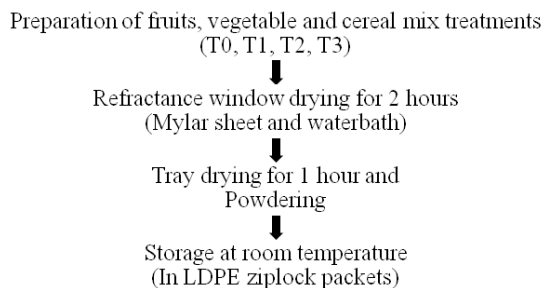 Preparation of fruits, vegetable and cereal mix treatments
(T0, T1, T2, T3)
Refractance window drying for 2 hours
(Mylar sheet and waterbath)
Tray drying for 1 hour and
Powdering
Storage at room temperature
(In LDPE ziplock packets)